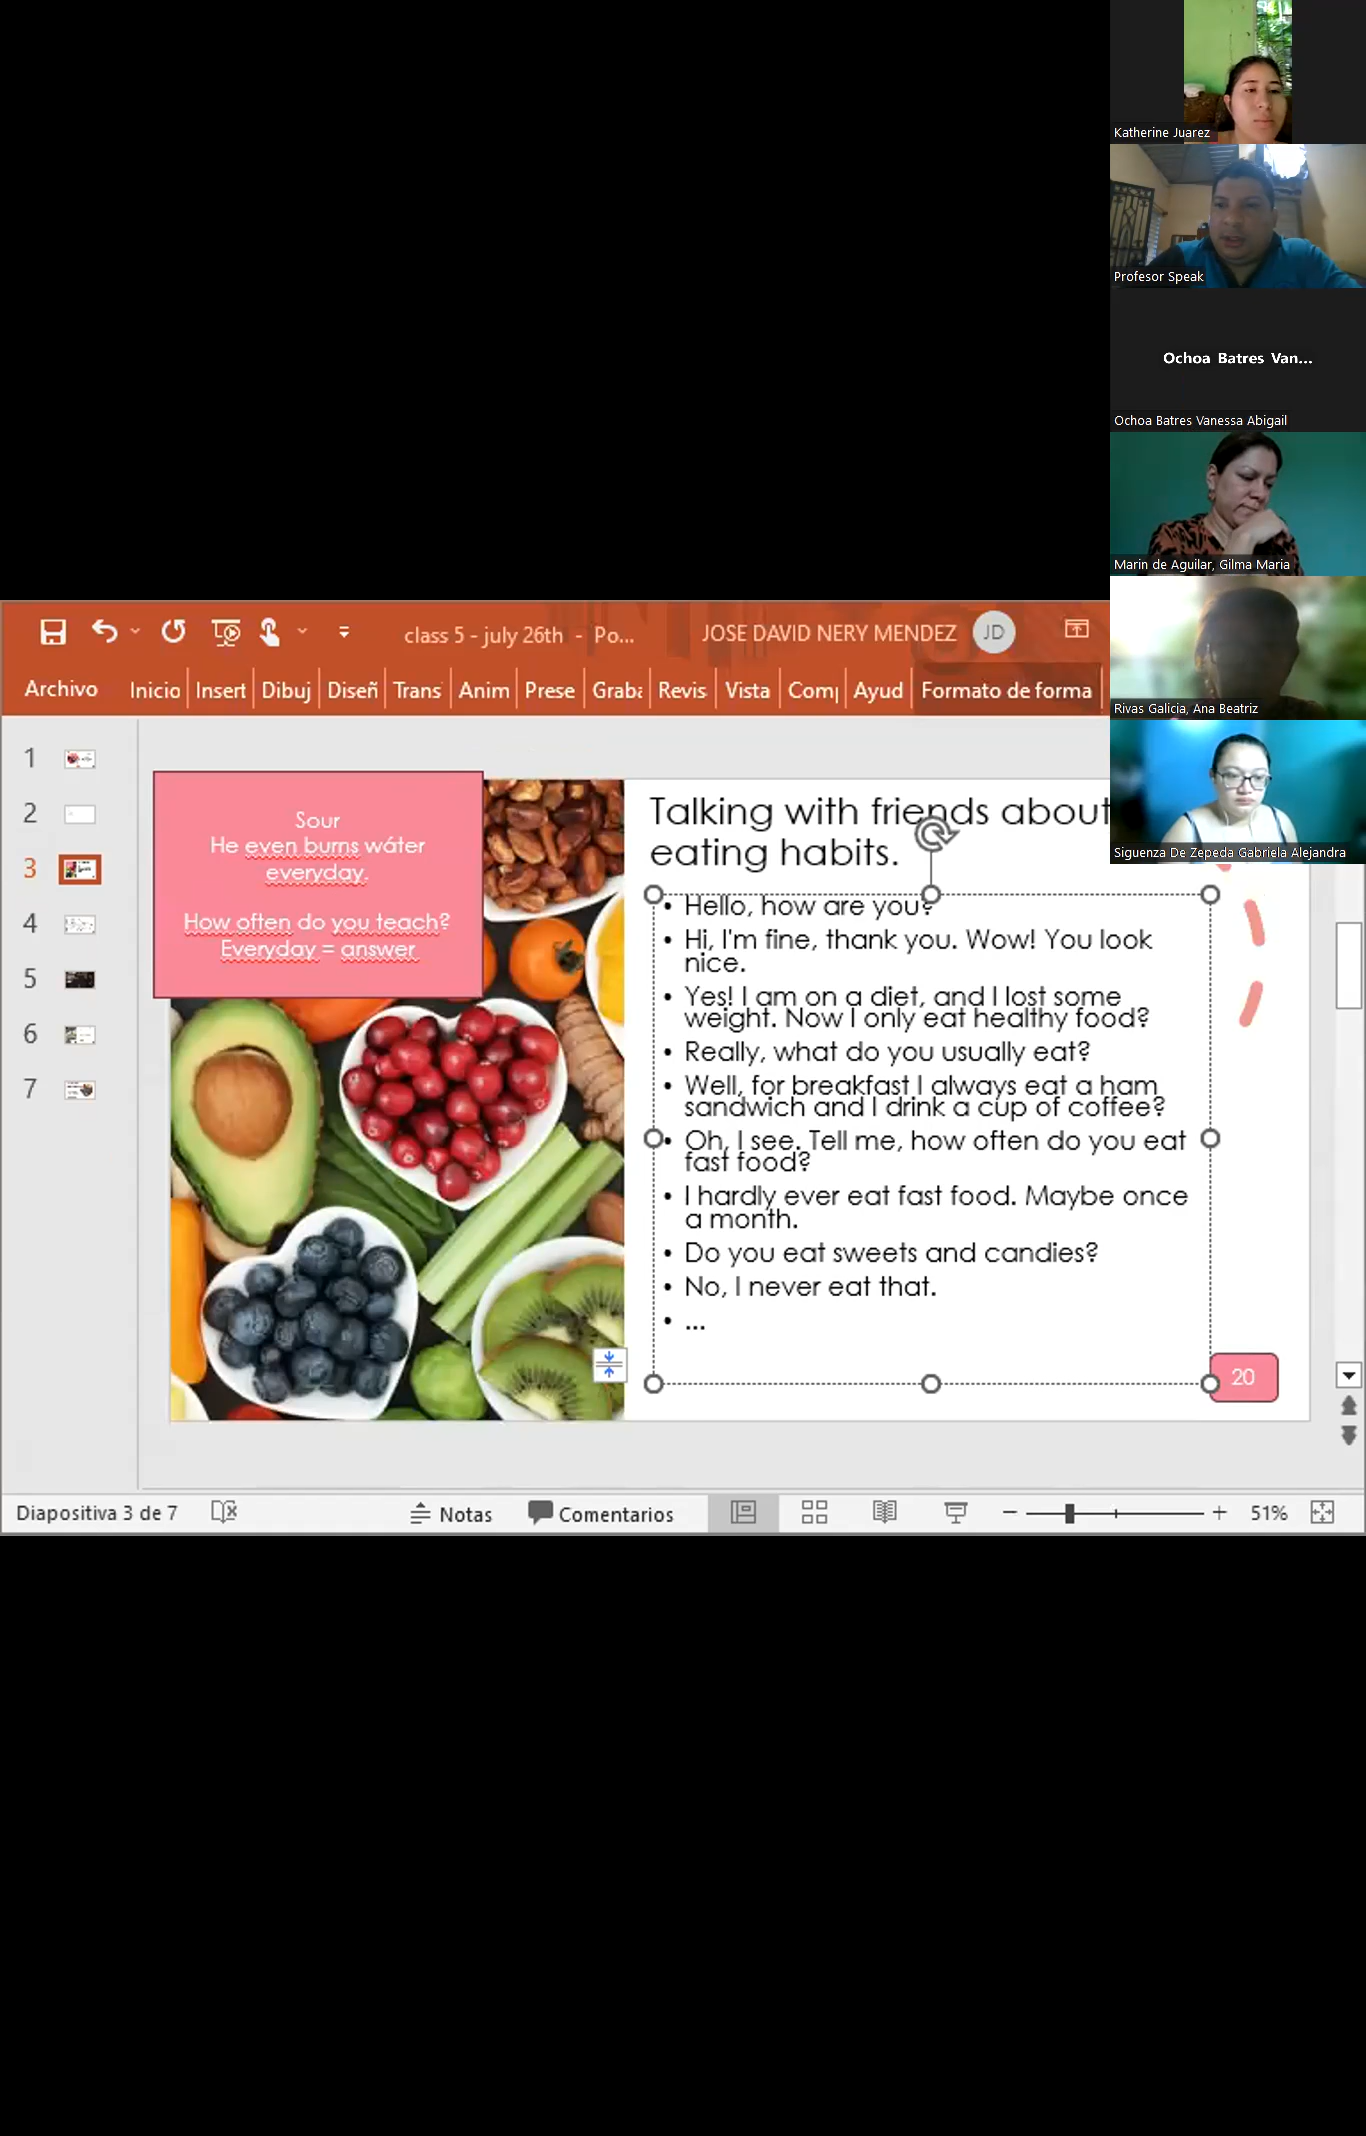 Katherine Juarez
Profesor Speak
Ochoa Batres Van...
Ochoa Batres Vanessa Abigail
Marin de Aguilar, Gilma Maria
Rivas Galicia, Ana Beatriz
Siguenza De Zepeda Gabriela Alejandra
class 5 - july 26th - Po...
JOSE DAVID NERY MENDEZ
JD
Archivo
Inicio
Insert
Dibuj
Diseñ
Trans
Anim
Prese
Graba
Revis
Vista
Comp
Ayud
Formato de forma
1
2
3
4
5
6
7
Sour
He even burns wáter
everyday.
How often do you teach?
Everyday = answer
Talking with friends about
eating habits.
• Hello, how are you?
• Hi, I'm fine, thank you. Wow! You look
nice.
• Yes! I am on a diet, and I lost some
weight. Now I only eat healthy food?
• Really, what do you usually eat?
• Well, for breakfast I always eat a ham
sandwich and I drink a cup of coffee?
• Oh, I see. Tell me, how often do you eat
fast food?
• I hardly ever eat fast food. Maybe once
a month.
• Do you eat sweets and candies?
• No, I never eat that.
• ...
20
Diapositiva 3 de 7
Notas
Comentarios
51%